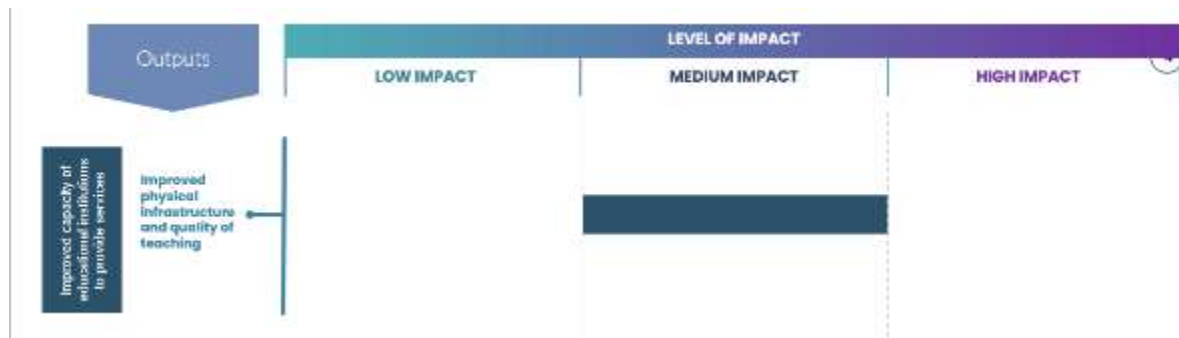 Outputs
LEVEL OF IMPACT
LOW IMPACT
MEDIUM IMPACT
HIGH IMPACT
Improved capacity of
educational institutions
to provide services
Improved
physical
infrastructure
and quality of
teaching